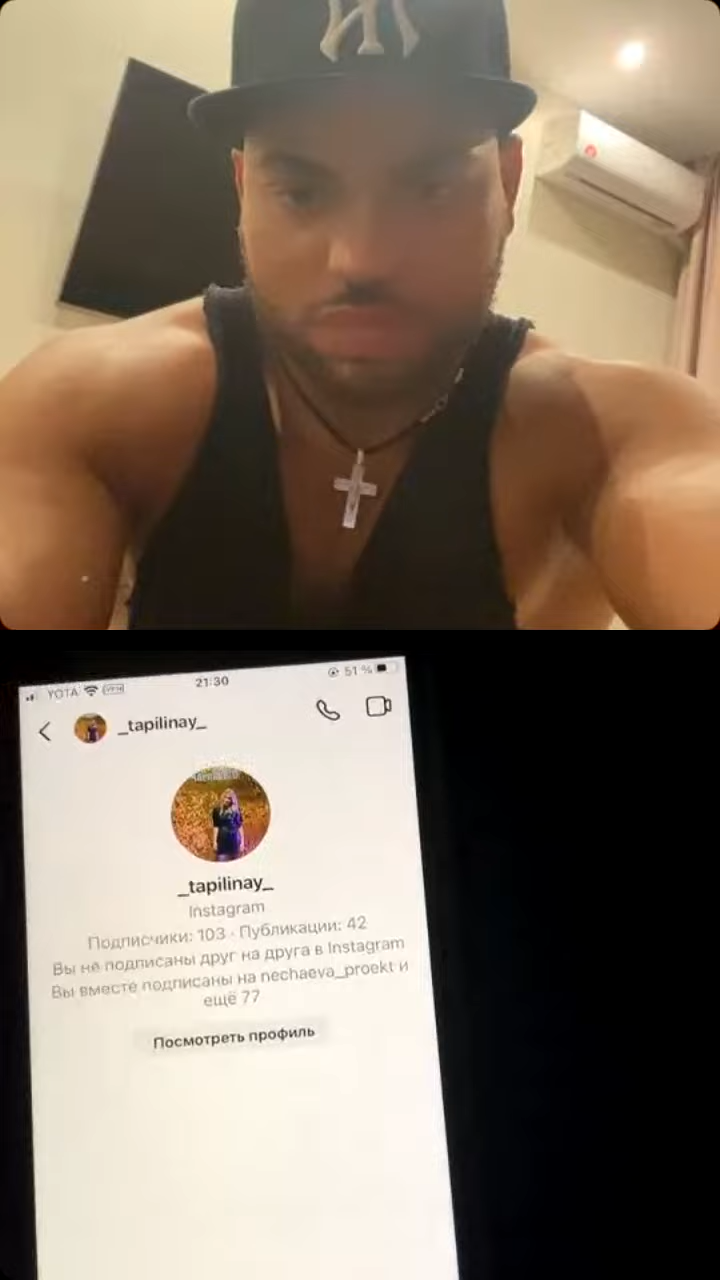 NY
YOTA VPN 21:30 51 %
_tapilinay_
_tapilinay_
Instagram
Подписчики: 103 · Публикации: 42
Вы не подписаны друг на друга в Instagram
Вы вместе подписаны на nechaeva_proekt и
ещё 77
Посмотреть профиль